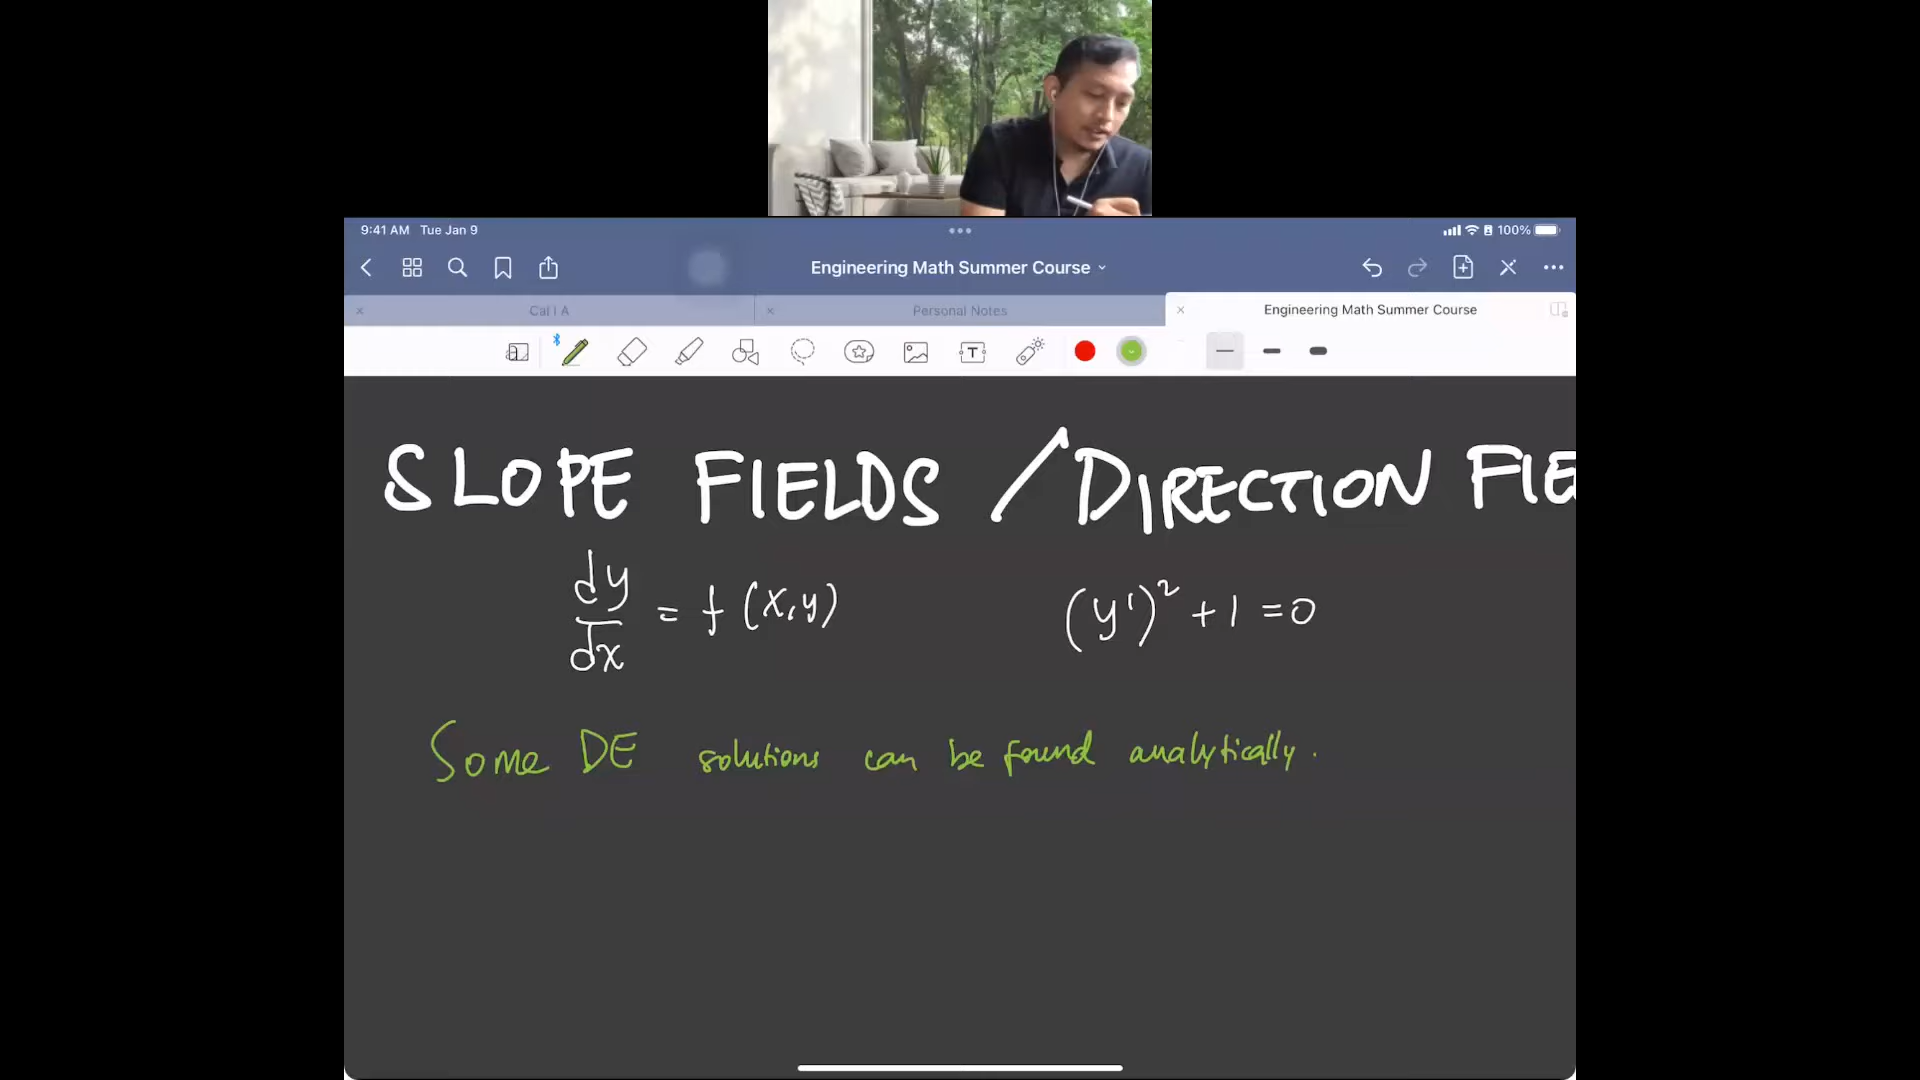 9:41 AM Tue Jan 9
100%
Engineering Math Summer Course
Cal I A
Personal Notes
Engineering Math Summer Course
T
SLOPE FIELDS / DIRECTION FIE
dy/dx = f(x,y)
(y')² + 1 = 0
Some DE solutions can be found analytically.